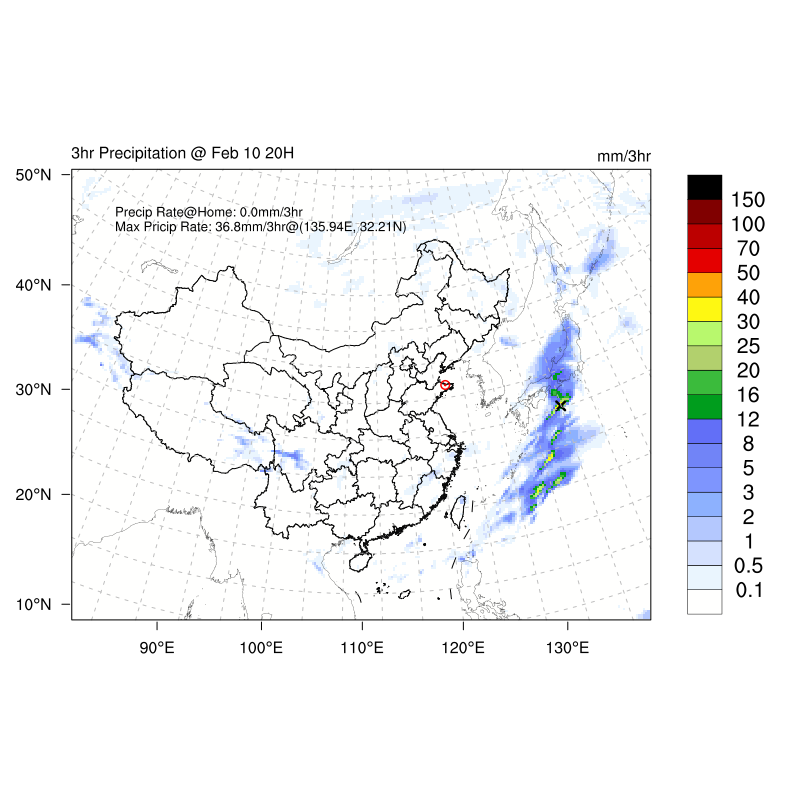 3hr Precipitation @ Feb 10 20H
mm/3hr
Precip Rate@Home: 0.0mm/3hr
Max Pricip Rate: 36.8mm/3hr@(135.94E, 32.21N)
50°N
40°N
30°N
20°N
10°N
90°E
100°E
110°E
120°E
130°E
150
100
70
50
40
30
25
20
16
12
8
5
3
2
1
0.5
0.1